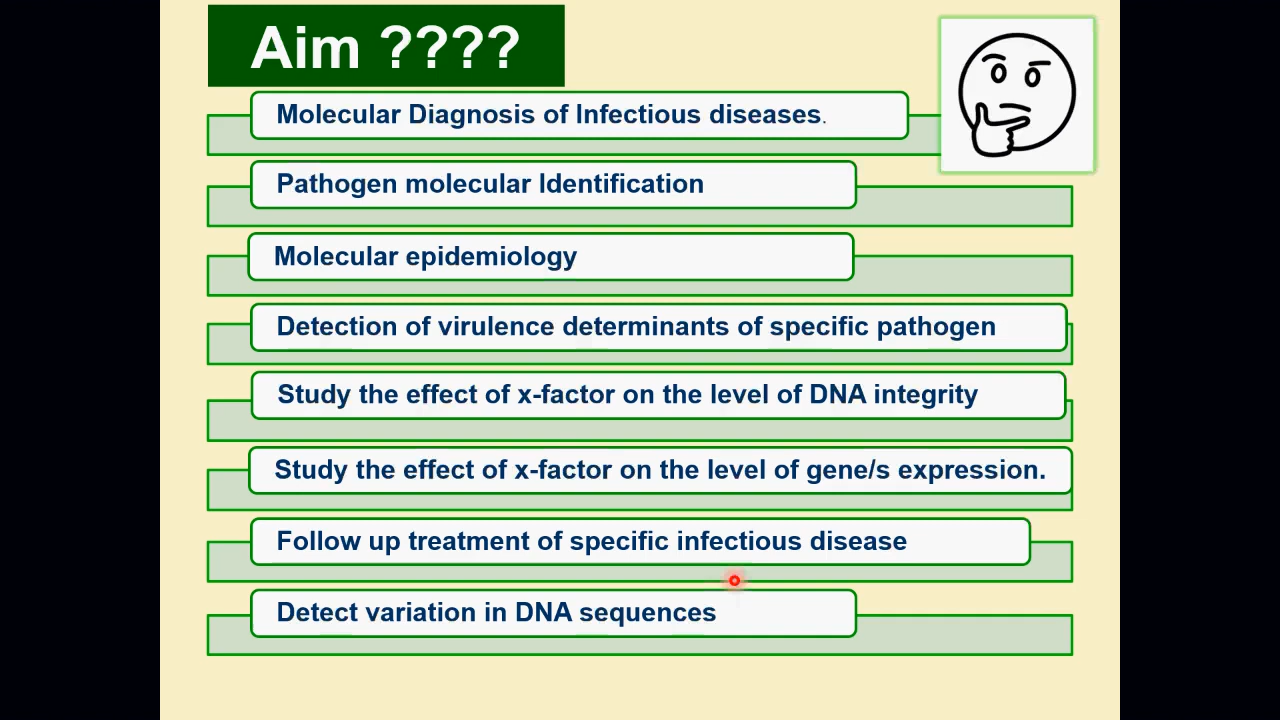 Aim ????
Molecular Diagnosis of Infectious diseases.
Pathogen molecular Identification
Molecular epidemiology
Detection of virulence determinants of specific pathogen
Study the effect of x-factor on the level of DNA integrity
Study the effect of x-factor on the level of gene/s expression.
Follow up treatment of specific infectious disease
Detect variation in DNA sequences